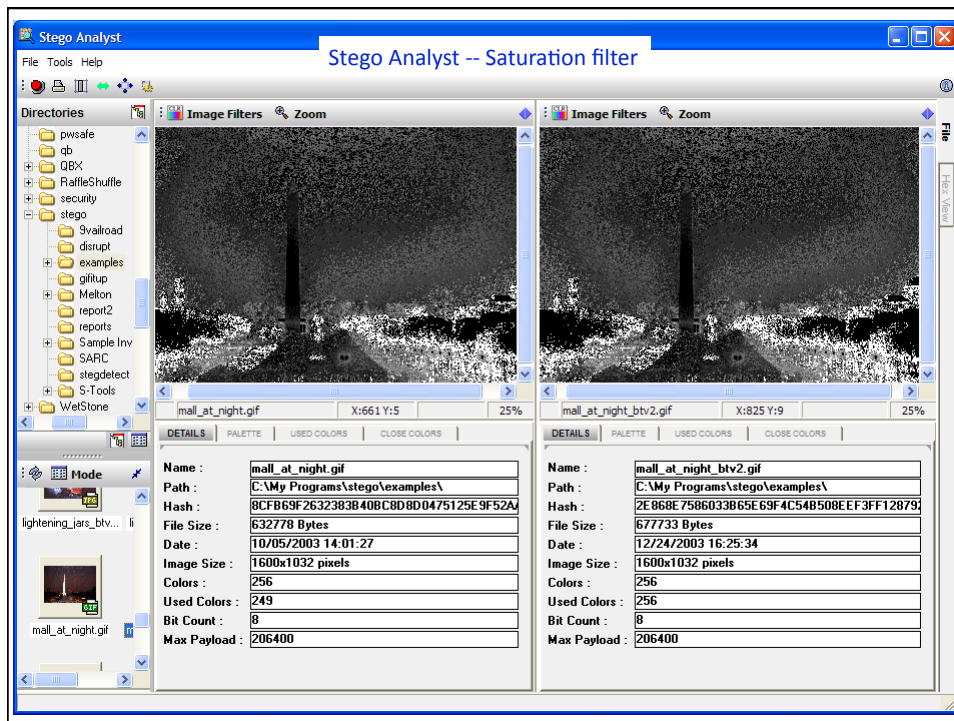 Stego Analyst
Stego Analyst -- Saturation filter
File Tools Help
Directories
pwsafe
qb
QBX
RaffleShuffle
security
stego
9vailroad
disrupt
examples
gifitup
Melton
report2
reports
Sample Inv
SARC
stegdetect
S-Tools
WetStone
Mode
JPG
lightening_jars_btv... li
GIF
mall_at_night.gif m
Image Filters Zoom
mall_at_night.gif X:661 Y:5 25%
DETAILS PALETTE USED COLORS CLOSE COLORS
Name : mall_at_night.gif
Path : C:\My Programs\stego\examples\
Hash : 8CFB69F2632383B40BC8D8D0475125E9F52AA
File Size : 632778 Bytes
Date : 10/05/2003 14:01:27
Image Size : 1600x1032 pixels
Colors : 256
Used Colors : 249
Bit Count : 8
Max Payload : 206400
Image Filters Zoom
mall_at_night_btv2.gif X:825 Y:9 25%
DETAILS PALETTE USED COLORS CLOSE COLORS
Name : mall_at_night_btv2.gif
Path : C:\My Programs\stego\examples\
Hash : 2E868E7586033B65E69F4C54B508EEF3FF128792
File Size : 677733 Bytes
Date : 12/24/2003 16:25:34
Image Size : 1600x1032 pixels
Colors : 256
Used Colors : 256
Bit Count : 8
Max Payload : 206400
File
Hex View